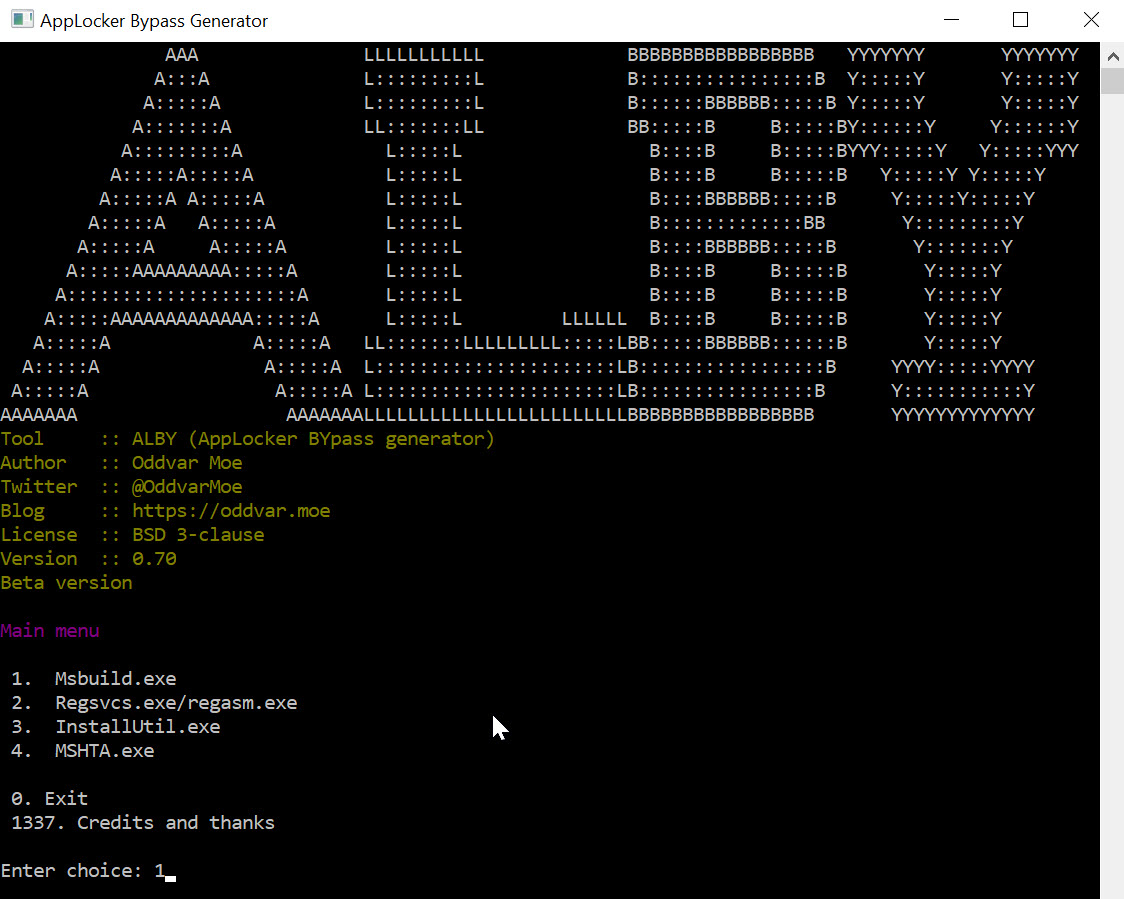 AppLocker Bypass Generator
               AAA               LLLLLLLLLLL             BBBBBBBBBBBBBBBBB   YYYYYYY       YYYYYYY
              A:::A              L:::::::::L             B::::::::::::::::B  Y:::::Y       Y:::::Y
             A:::::A             L:::::::::L             B::::::BBBBBB:::::B Y:::::Y       Y:::::Y
            A:::::::A            LL:::::::LL             BB:::::B     B:::::BY::::::Y     Y::::::Y
           A:::::::::A             L:::::L                 B::::B     B:::::BYYY:::::Y   Y:::::YYY
          A:::::A:::::A            L:::::L                 B::::B     B:::::B   Y:::::Y Y:::::Y
         A:::::A A:::::A           L:::::L                 B::::BBBBBB:::::B     Y:::::Y:::::Y
        A:::::A   A:::::A          L:::::L                 B:::::::::::::BB       Y:::::::::Y
       A:::::A     A:::::A         L:::::L                 B::::BBBBBB:::::B       Y:::::::Y
      A:::::AAAAAAAAA:::::A        L:::::L                 B::::B     B:::::B       Y:::::Y
     A:::::::::::::::::::::A       L:::::L                 B::::B     B:::::B       Y:::::Y
    A:::::AAAAAAAAAAAAA:::::A      L:::::L         LLLLLL  B::::B     B:::::B       Y:::::Y
   A:::::A             A:::::A   LL:::::::LLLLLLLLL:::::LBB:::::BBBBBB::::::B       Y:::::Y
  A:::::A               A:::::A  L::::::::::::::::::::::LB:::::::::::::::::B     YYYY:::::YYYY
 A:::::A                 A:::::A L::::::::::::::::::::::LB::::::::::::::::B      Y:::::::::::Y
AAAAAAA                   AAAAAAALLLLLLLLLLLLLLLLLLLLLLLLBBBBBBBBBBBBBBBBB       YYYYYYYYYYYYY
Tool     :: ALBY (AppLocker BYpass generator)
Author   :: Oddvar Moe
Twitter  :: @OddvarMoe
Blog     :: https://oddvar.moe
License  :: BSD 3-clause
Version  :: 0.70
Beta version
Main menu
1.  Msbuild.exe
2.  Regsvcs.exe/regasm.exe
3.  InstallUtil.exe
4.  MSHTA.exe
0. Exit
1337. Credits and thanks
Enter choice: 1